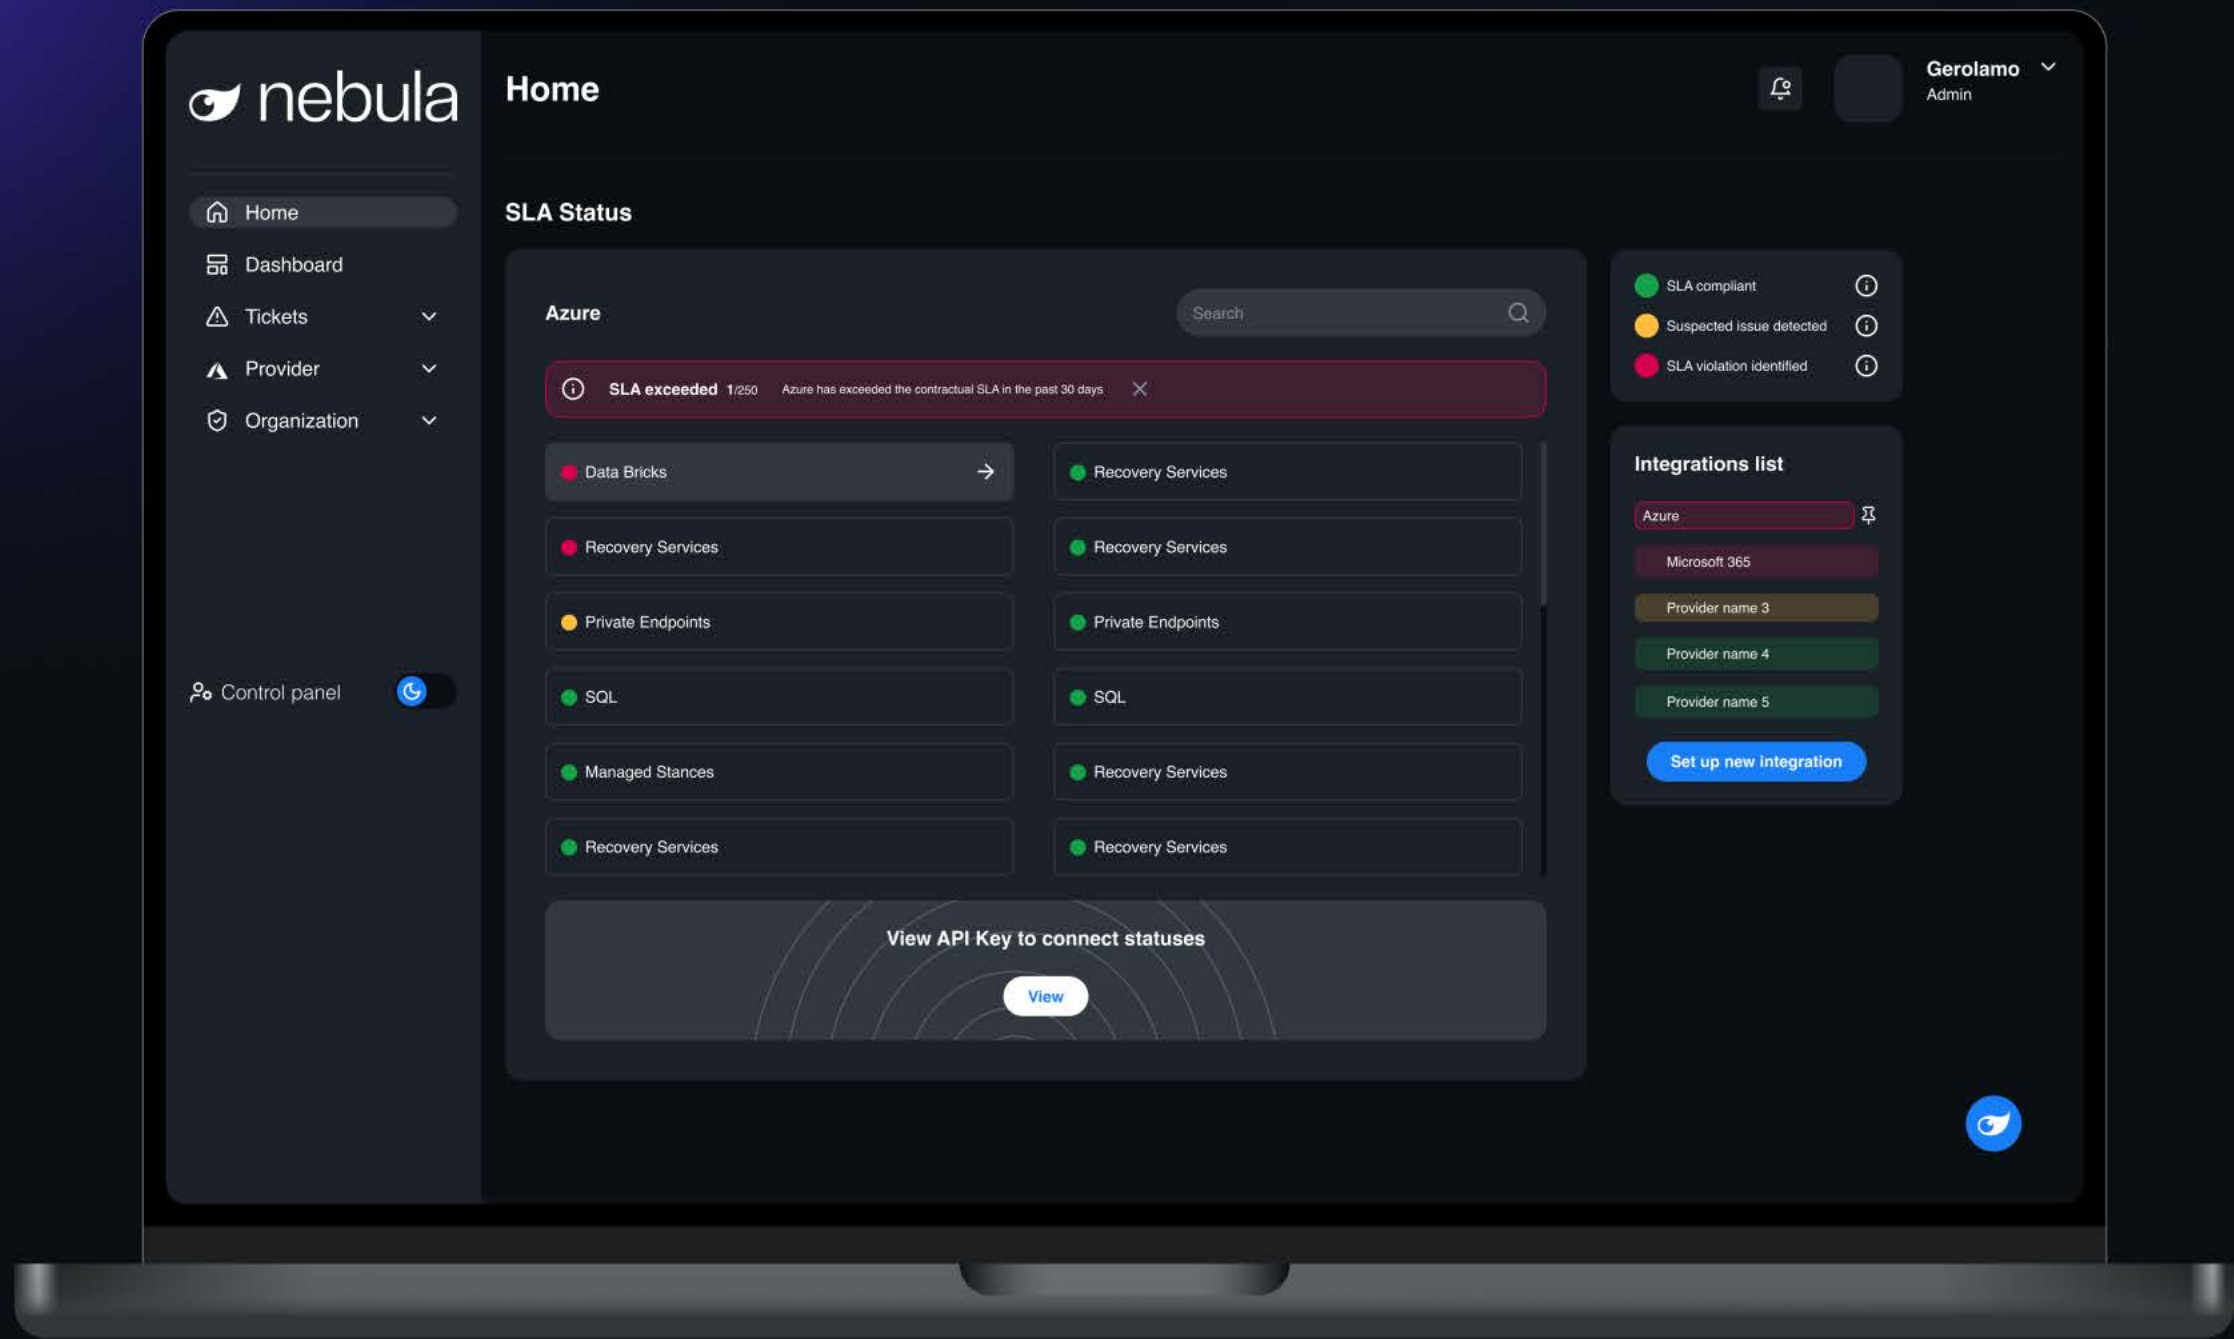 nebula
Home
Gerolamo
Admin
Home
Dashboard
Tickets
Provider
Organization
Control panel
SLA Status
Azure
Search
SLA exceeded 1/250 Azure has exceeded the contractual SLA in the past 30 days
Data Bricks
Recovery Services
Recovery Services
Recovery Services
Private Endpoints
Private Endpoints
SQL
SQL
Managed Stances
Recovery Services
Recovery Services
Recovery Services
View API Key to connect statuses
View
SLA compliant
Suspected issue detected
SLA violation identified
Integrations list
Azure
Microsoft 365
Provider name 3
Provider name 4
Provider name 5
Set up new integration